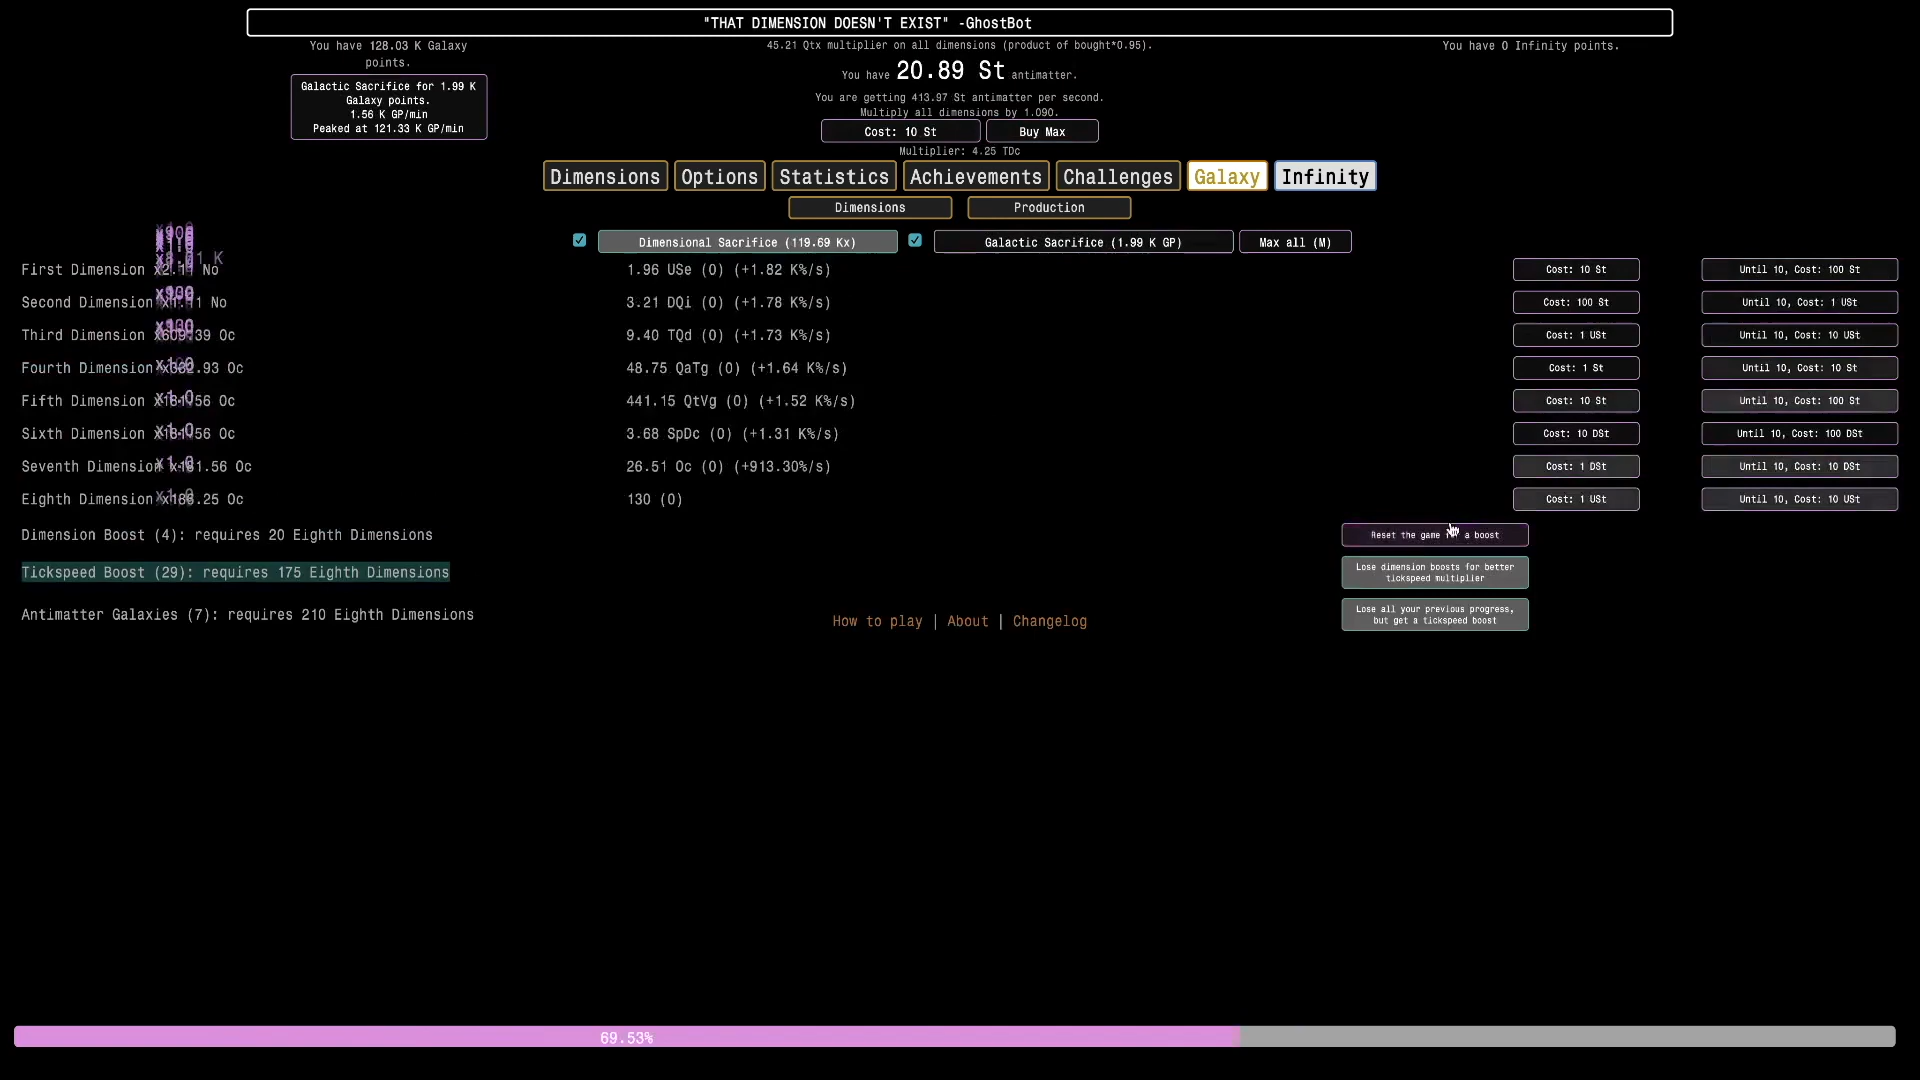 "THAT DIMENSION DOESN'T EXIST" -GhostBot
You have 128.03 K Galaxy points.
45.21 Qtx multiplier on all dimensions (product of bought*0.95).
You have 0 Infinity points.
Galactic Sacrifice for 1.99 K Galaxy points.
1.56 K GP/min
Peaked at 121.33 K GP/min
You have 20.89 St antimatter.
You are getting 413.97 St antimatter per second.
Multiply all dimensions by 1.090.
Cost: 10 St Buy Max
Multiplier: 4.25 TDc
Dimensions Options Statistics Achievements Challenges Galaxy Infinity
Dimensions Production
Dimensional Sacrifice (119.69 Kx) Galactic Sacrifice (1.99 K GP) Max all (M)
First Dimension No 1.96 USe (0) (+1.82 K%/s) Cost: 10 St Until 10, Cost: 100 St
Second Dimension No 3.21 DQi (0) (+1.78 K%/s) Cost: 100 St Until 10, Cost: 1 USt
Third Dimension Oc 9.40 TQd (0) (+1.73 K%/s) Cost: 1 USt Until 10, Cost: 10 USt
Fourth Dimension Oc 48.75 QaTg (0) (+1.64 K%/s) Cost: 1 St Until 10, Cost: 10 St
Fifth Dimension Oc 441.15 QtVg (0) (+1.52 K%/s) Cost: 10 St Until 10, Cost: 100 St
Sixth Dimension Oc 3.68 SpDc (0) (+1.31 K%/s) Cost: 10 DSt Until 10, Cost: 100 DSt
Seventh Dimension Oc 26.51 Oc (0) (+913.30%/s) Cost: 1 DSt Until 10, Cost: 10 DSt
Eighth Dimension Oc 130 (0) Cost: 1 USt Until 10, Cost: 10 USt
Dimension Boost (4): requires 20 Eighth Dimensions Reset the game a boost
Tickspeed Boost (29): requires 175 Eighth Dimensions Lose dimension boosts for better tickspeed multiplier
Antimatter Galaxies (7): requires 210 Eighth Dimensions Lose all your previous progress, but get a tickspeed boost
How to play | About | Changelog
69.53%